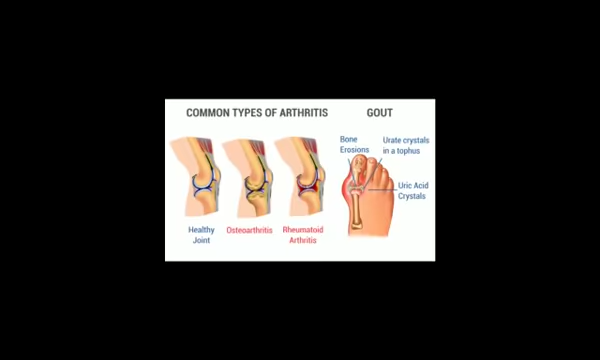 COMMON TYPES OF ARTHRITIS
GOUT
Bone
Erosions
Urate crystals
in a tophus
Uric Acid
Crystals
Healthy
Joint
Osteoarthritis
Rheumatoid
Arthritis